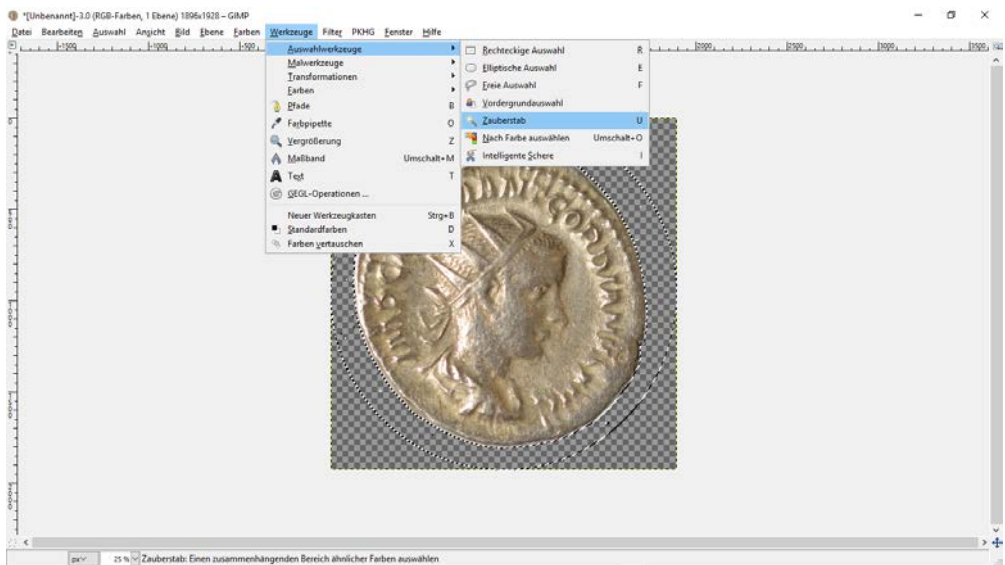 *[Unbenannt]-3.0 (RGB-Farben, 1 Ebene) 1896x1928 – GIMP
Datei Bearbeiten Auswahl Ansicht Bild Ebene Farben Werkzeuge Filter PKHG Fenster Hilfe
Auswahlwerkzeuge
Malwerkzeuge
Transformationen
Farben
Pfade B
Farbpipette O
Vergrößerung Z
Maßband Umschalt+M
Text T
GEGL-Operationen ...
Neuer Werkzeugkasten Strg+B
Standardfarben D
Farben vertauschen X
Rechteckige Auswahl R
Elliptische Auswahl E
Freie Auswahl F
Vordergrundauswahl
Zauberstab U
Nach Farbe auswählen Umschalt+O
Intelligente Schere I
px 25 % Zauberstab: Einen zusammenhängenden Bereich ähnlicher Farben auswählen